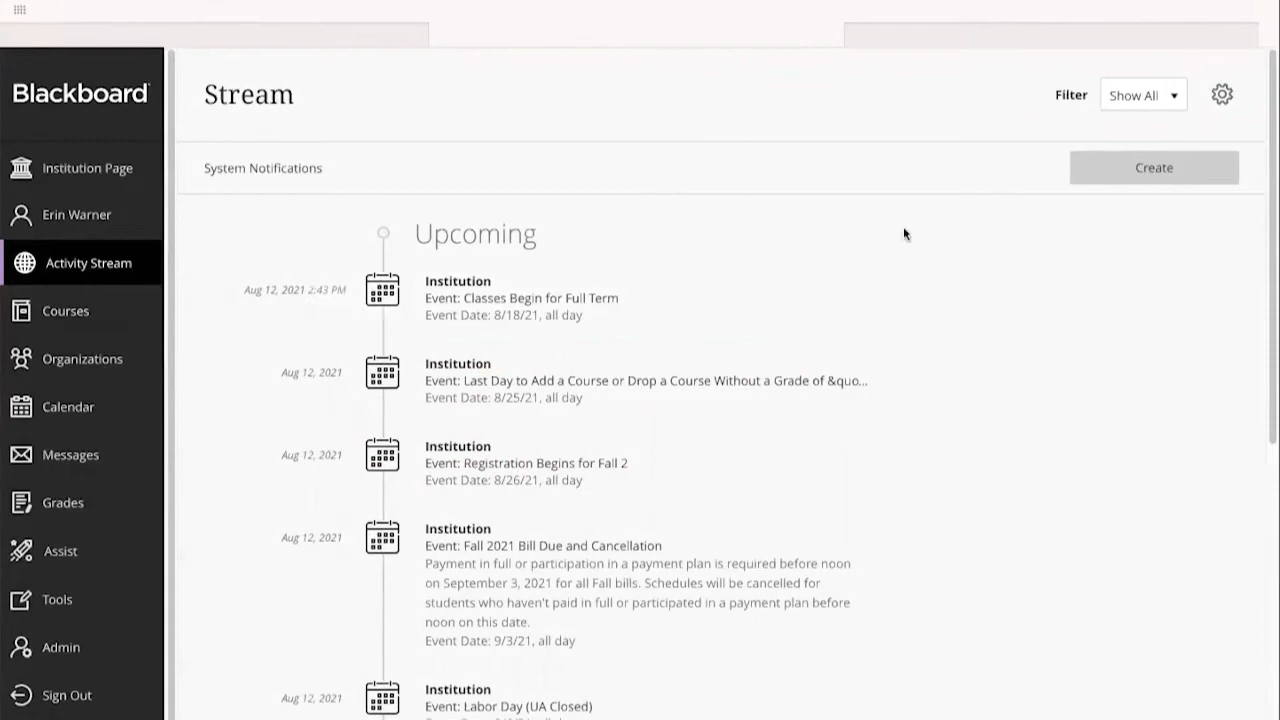 Blackboard
Stream
Filter
Show All
System Notifications
Create
Institution Page
Erin Warner
Activity Stream
Courses
Organizations
Calendar
Messages
Grades
Assist
Tools
Admin
Sign Out
Upcoming
Aug 12, 2021 2:43 PM
Institution
Event: Classes Begin for Full Term
Event Date: 8/18/21, all day
Aug 12, 2021
Institution
Event: Last Day to Add a Course or Drop a Course Without a Grade of &quo...
Event Date: 8/25/21, all day
Aug 12, 2021
Institution
Event: Registration Begins for Fall 2
Event Date: 8/26/21, all day
Aug 12, 2021
Institution
Event: Fall 2021 Bill Due and Cancellation
Payment in full or participation in a payment plan is required before noon
on September 3, 2021 for all Fall bills. Schedules will be cancelled for
students who haven't paid in full or participated in a payment plan before
noon on this date.
Event Date: 9/3/21, all day
Aug 12, 2021
Institution
Event: Labor Day (UA Closed)